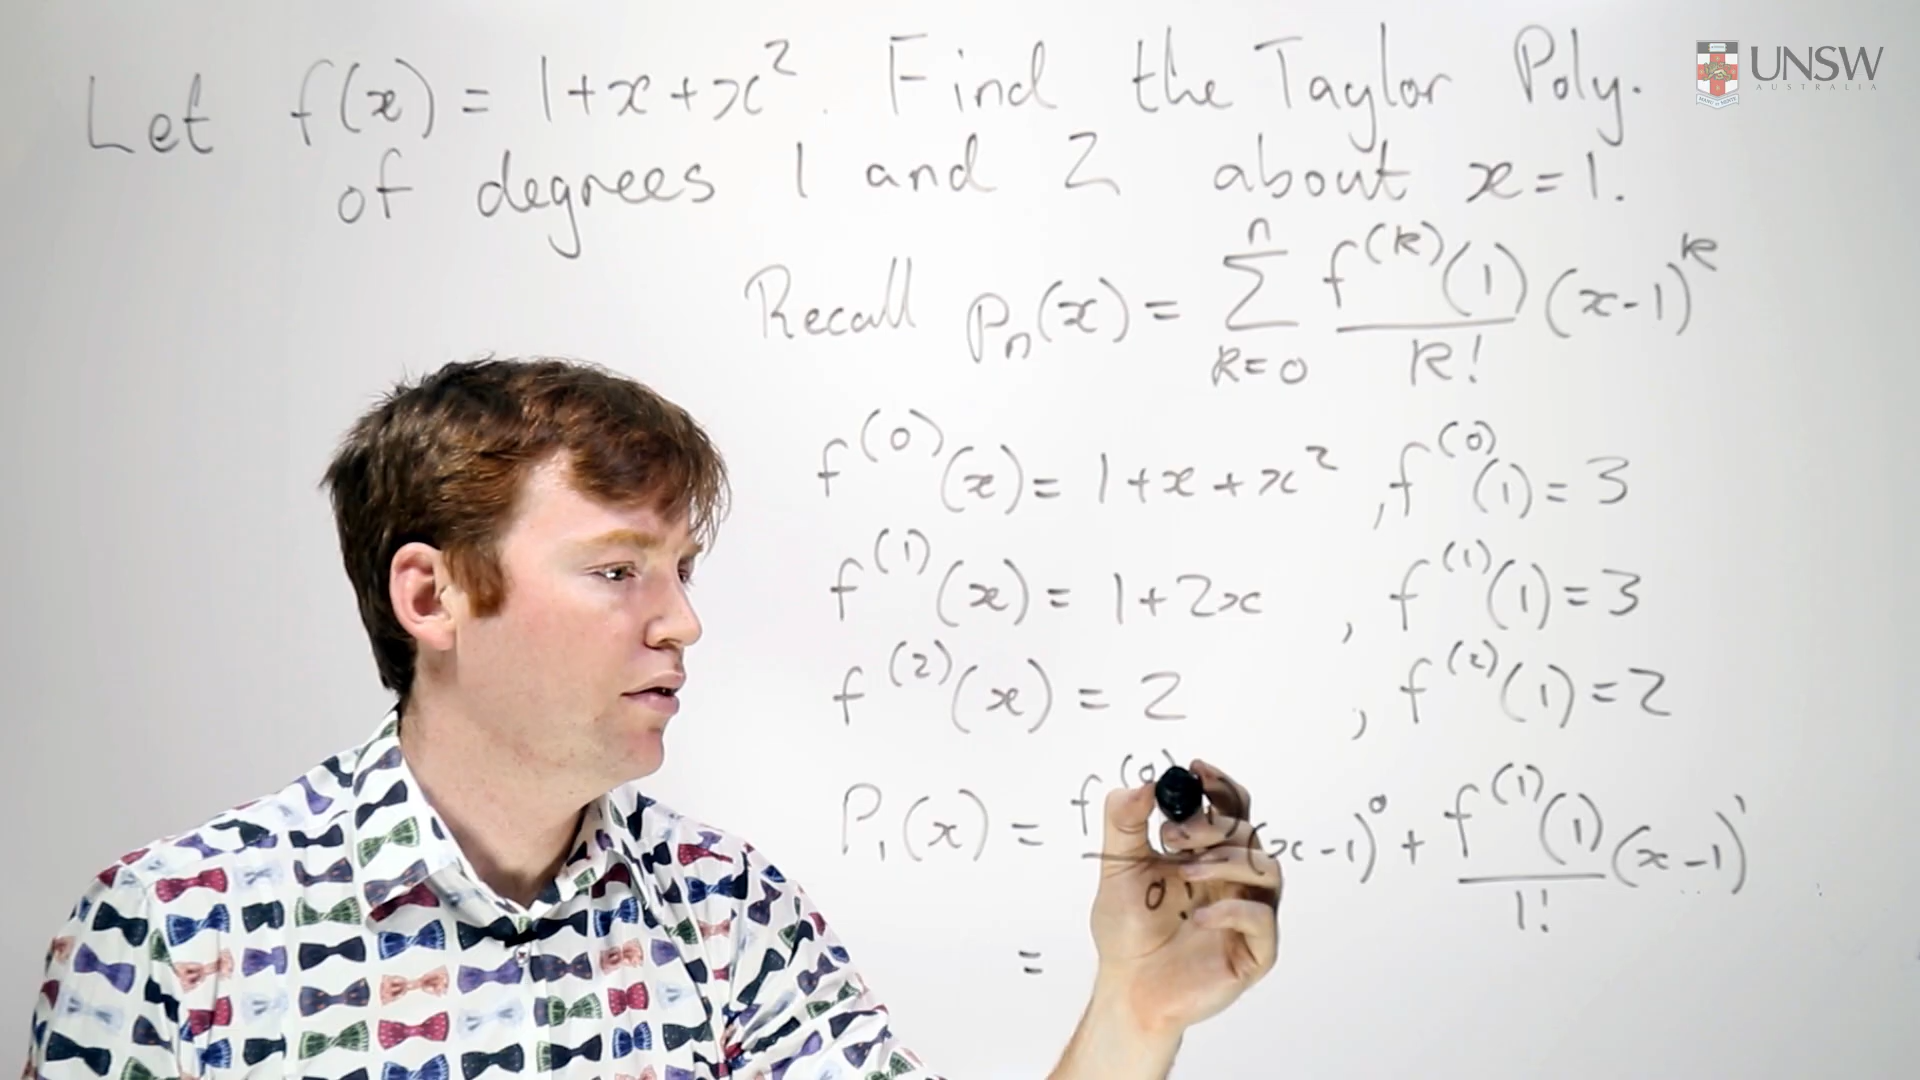 UNSW
AUSTRALIA
Let f(x) = 1+x+x². Find the Taylor Poly.
of degrees 1 and 2 about x=1.
Recall Pₙ(x) = ∑ₖ₌₀ⁿ f⁽ᵏ⁾(1)/k! (x-1)ᵏ
f⁽⁰⁾(x) = 1+x+x² , f⁽⁰⁾(1) = 3
f⁽¹⁾(x) = 1+2x , f⁽¹⁾(1) = 3
f⁽²⁾(x) = 2 , f⁽²⁾(1) = 2
P₁(x) = f⁽⁰⁾ /0! (x-1)⁰ + f⁽¹⁾(1)/1! (x-1)¹
=